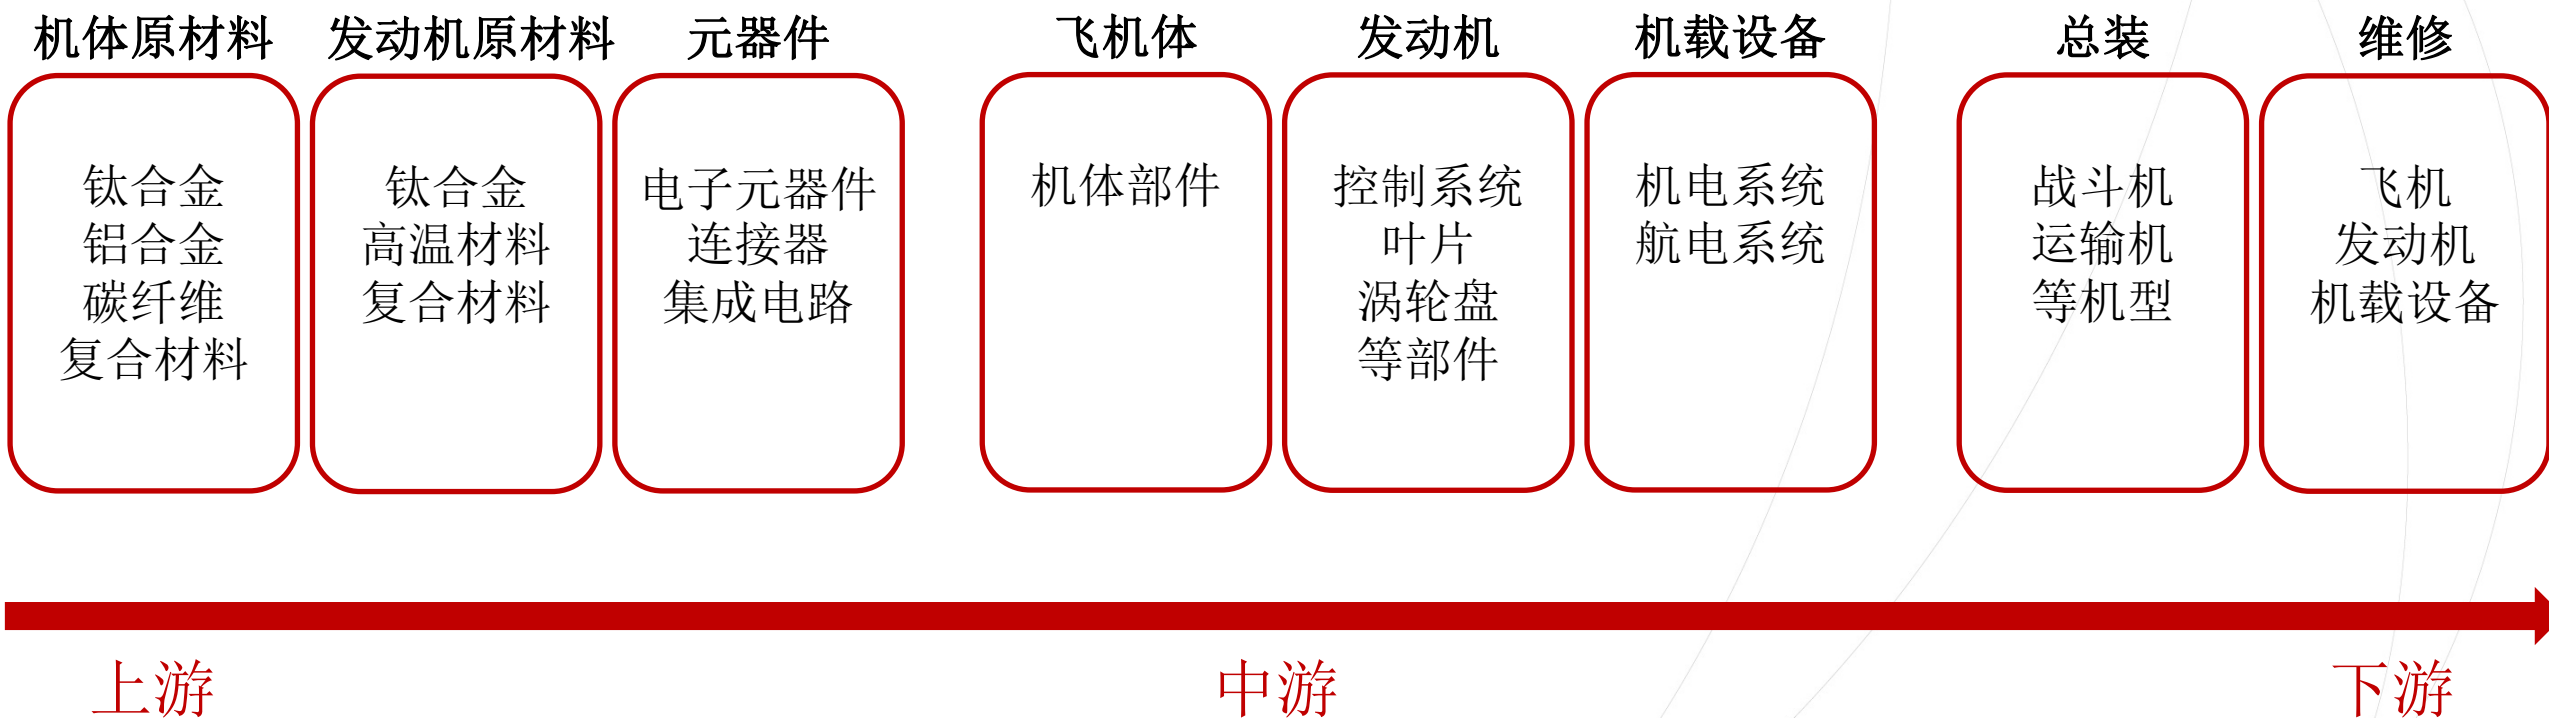 机体原材料
钛合金
铝合金
碳纤维
复合材料
发动机原材料
钛合金
高温材料
复合材料
元器件
电子元器件
连接器
集成电路
飞机体
机体部件
发动机
控制系统
叶片
涡轮盘
等部件
机载设备
机电系统
航电系统
总装
战斗机
运输机
等机型
维修
飞机
发动机
机载设备
上游
中游
下游